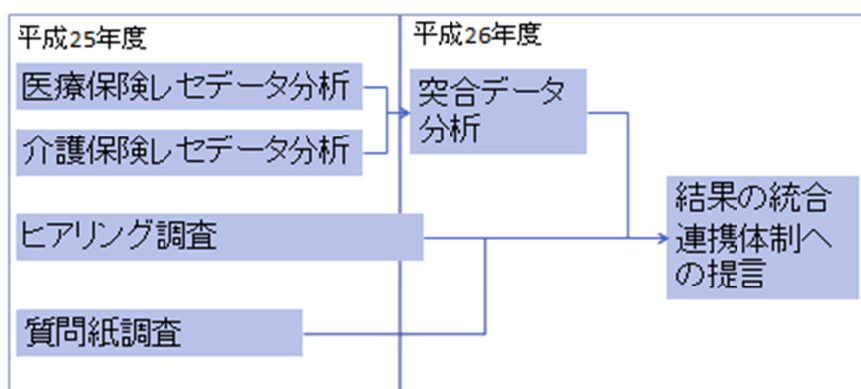 平成25年度
医療保険レセデータ分析
介護保険レセデータ分析
ヒアリング調査
質問紙調査
平成26年度
突合データ
分析
結果の統合
連携体制へ
の提言